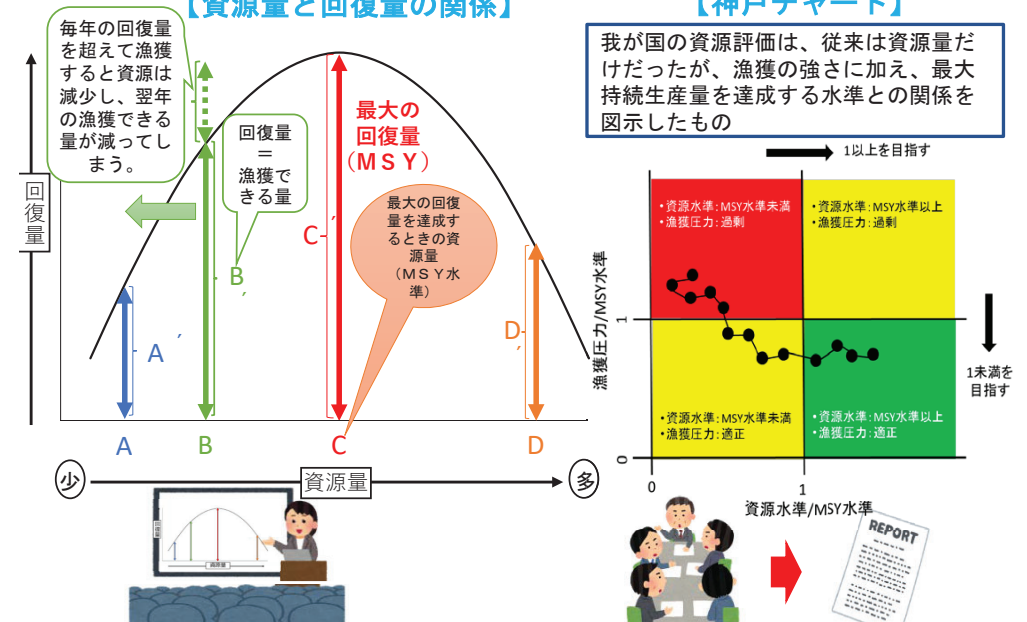 【資源量と回復量の関係】
毎年の回復量
を超えて漁獲
すると資源は
減少し、翌年
の漁獲できる
量が減ってし
まう。
回復量
＝
漁獲で
きる量
最大の
回復量
（ＭＳＹ）
最大の回復
量を達成す
るときの資
源量
（ＭＳＹ水
準）
回復量
A´
B´
C´
D´
A
B
C
D
少
資源量
多
回復量
資源量
【神戸チャート】
我が国の資源評価は、従来は資源量だ
けだったが、漁獲の強さに加え、最大
持続生産量を達成する水準との関係を
図示したもの
1以上を目指す
•資源水準：MSY水準未満
•漁獲圧力：過剰
•資源水準：MSY水準以上
•漁獲圧力：過剰
漁獲圧力/MSY水準
1
0
1未満を
目指す
•資源水準：MSY水準未満
•漁獲圧力：適正
•資源水準：MSY水準以上
•漁獲圧力：適正
0
1
資源水準/MSY水準
REPORT